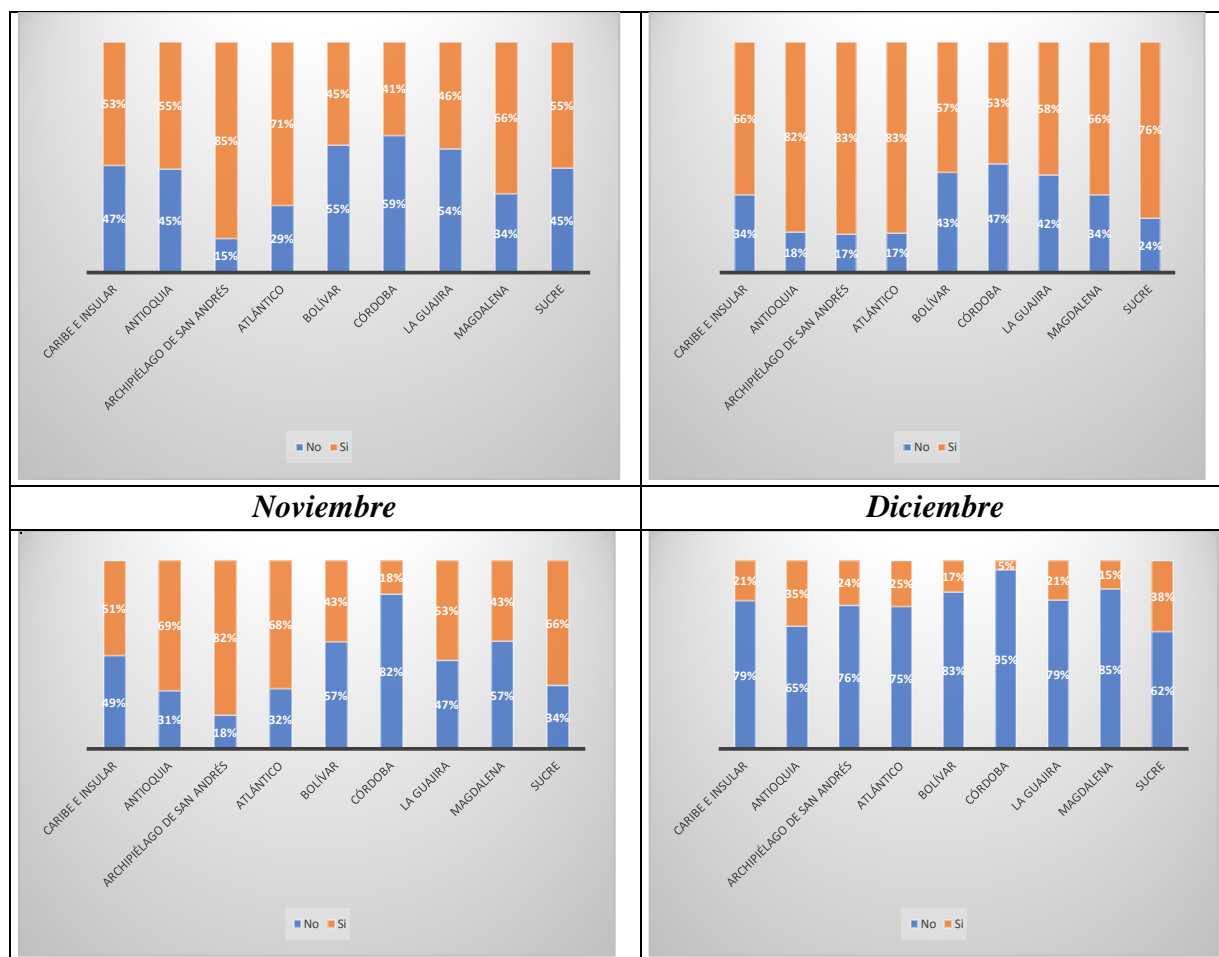 53% 55% 85% 71% 45% 41% 46% 66% 55%
47% 45% 15% 29% 55% 59% 54% 34% 45%
CARIBE E INSULAR
ANTIOQUIA
ARCHIPIÉLAGO DE SAN ANDRÉS
ATLÁNTICO
BOLÍVAR
CÓRDOBA
LA GUAJIRA
MAGDALENA
SUCRE
No Si
66% 82% 83% 83% 57% 53% 58% 66% 76%
34% 18% 17% 17% 43% 47% 42% 34% 24%
CARIBE E INSULAR
ANTIOQUIA
ARCHIPIÉLAGO DE SAN ANDRÉS
ATLÁNTICO
BOLÍVAR
CÓRDOBA
LA GUAJIRA
MAGDALENA
SUCRE
No Si
Noviembre
Diciembre
51% 69% 82% 68% 43% 18% 53% 43% 66%
49% 31% 18% 32% 57% 82% 47% 57% 34%
CARIBE E INSULAR
ANTIOQUIA
ARCHIPIÉLAGO DE SAN ANDRÉS
ATLÁNTICO
BOLÍVAR
CÓRDOBA
LA GUAJIRA
MAGDALENA
SUCRE
No Si
21% 35% 24% 25% 17% 5% 21% 15% 38%
79% 65% 76% 75% 83% 95% 79% 85% 62%
CARIBE E INSULAR
ANTIOQUIA
ARCHIPIÉLAGO DE SAN ANDRÉS
ATLÁNTICO
BOLÍVAR
CÓRDOBA
LA GUAJIRA
MAGDALENA
SUCRE
No Si